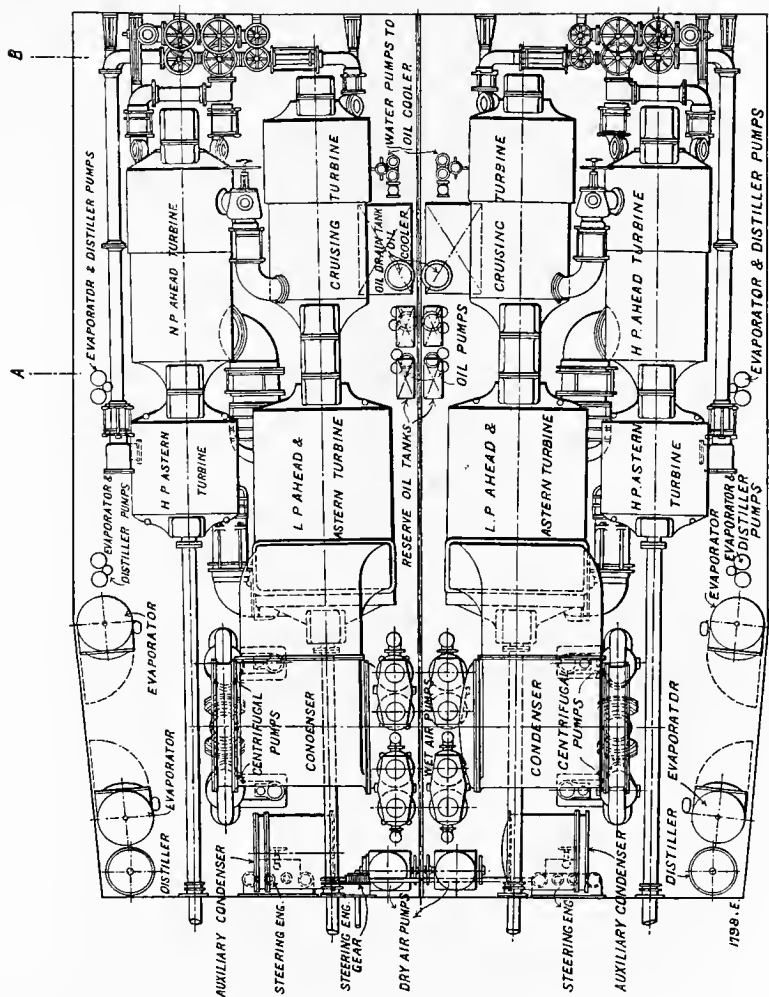 B
A
EVAPORATOR & DISTILLER PUMPS
N P AHEAD TURBINE
H P ASTERN
TURBINE
EVAPORATOR &
DISTILLER PUMPS
EVAPORATOR
EVAPORATOR
DISTILLER
CRUISING TURBINE
L P AHEAD &
ASTERN TURBINE
CENTRIFUGAL
PUMPS
CONDENSER
AUXILIARY CONDENSER
STEERING ENG.
STEERING ENG.
GEAR
DRY AIR PUMPS
WATER PUMPS TO
OIL COOLER
OIL DRAIN TANK
OIL
COOLER
RESERVE OIL TANKS
OIL PUMPS
WET AIR PUMPS
CRUISING TURBINE
L.P AHEAD &
ASTERN TURBINE
CONDENSER
CENTRIFUGAL
PUMPS
STEERING ENG
AUXILIARY CONDENSER
H P. AHEAD TURBINE
H.P. ASTERN
TURBINE
EVAPORATOR & DISTILLER PUMPS
EVAPORATOR
EVAPORATOR &
DISTILLER
PUMPS
EVAPORATOR
DISTILLER
1798.E.